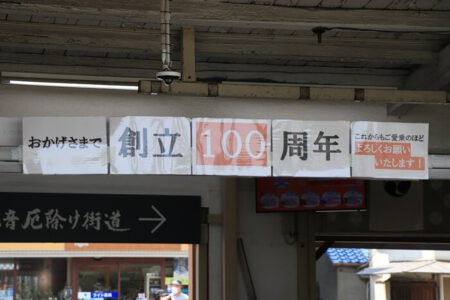 おかげさまで
創立
100
周年
これからもご愛乗のほど
よろしくお願い
いたします！
音厄除け街道